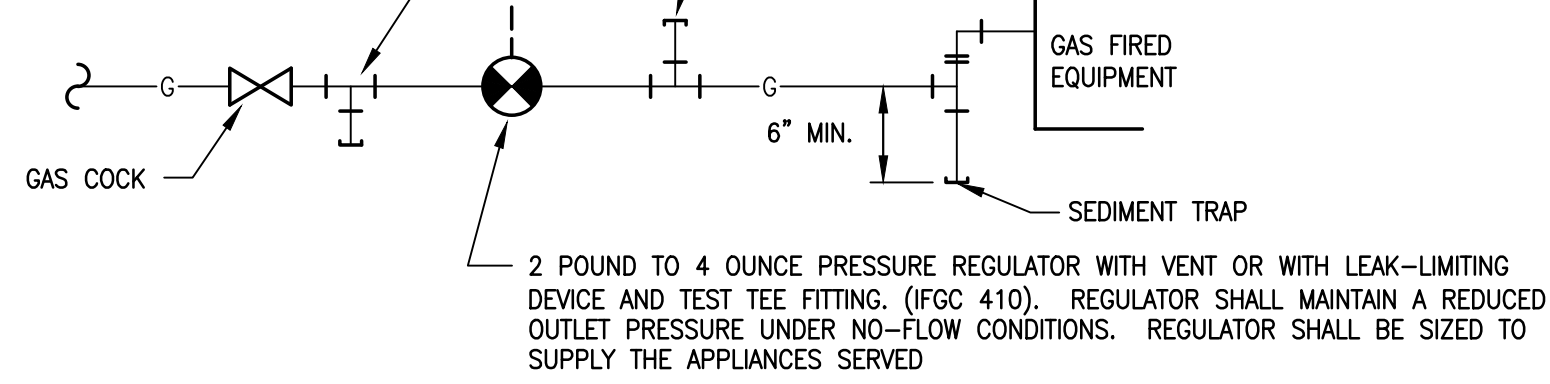 GAS FIRED
EQUIPMENT
G
G
6” MIN.
GAS COCK
SEDIMENT TRAP
2 POUND TO 4 OUNCE PRESSURE REGULATOR WITH VENT OR WITH LEAK–LIMITING
DEVICE AND TEST TEE FITTING. (IFGC 410). REGULATOR SHALL MAINTAIN A REDUCED
OUTLET PRESSURE UNDER NO–FLOW CONDITIONS. REGULATOR SHALL BE SIZED TO
SUPPLY THE APPLIANCES SERVED